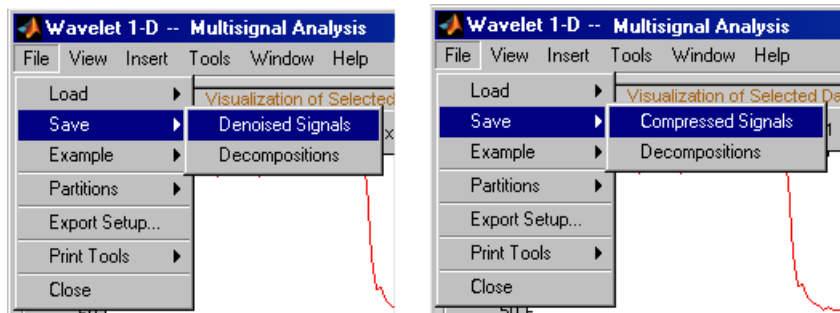 Wavelet 1-D -- Multisignal Analysis
File View Insert Tools Window Help
Load
Visualization of Selected
Save
Denoised Signals
Example
Decompositions
Partitions
Export Setup...
Print Tools
Close
Wavelet 1-D -- Multisignal Analysis
File View Insert Tools Window Help
Load
Visualization of Selected Da
Save
Compressed Signals
Example
Decompositions
Partitions
Export Setup...
Print Tools
Close